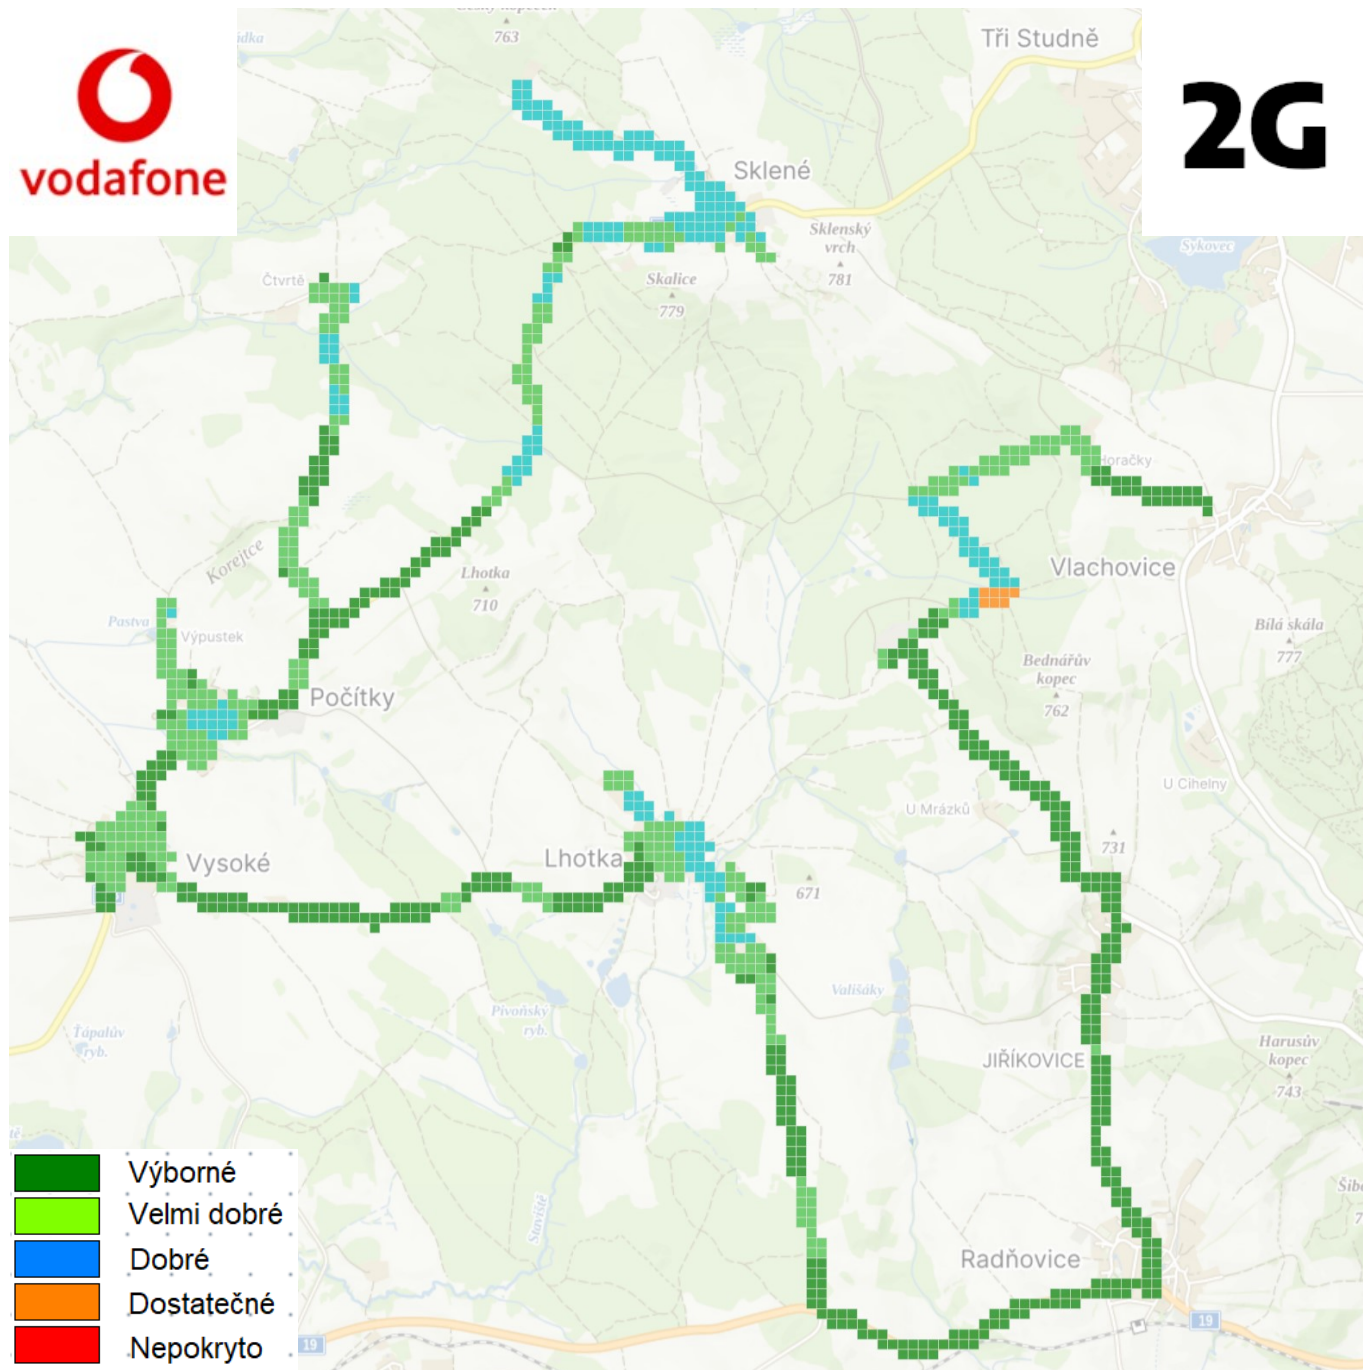 vodafone
2G
763
Tři Studně
Sklené
Sklenský
vrch
781
Sykovec
Čtvrtě
Skalice
779
Horačky
Korejtce
Vlachovice
Lhotka
710
Pastva
Výpustek
Bílá skála
777
Bednářův
kopec
762
Počítky
U Cihelny
U Mrázků
731
Vysoké
Lhotka
671
Vališáky
Pivoňský
ryb.
Ťápalův
ryb.
JIŘÍKOVICE
Harusův
kopec
743
Staviště
Radňovice
19
19
Výborné
Velmi dobré
Dobré
Dostatečné
Nepokryto